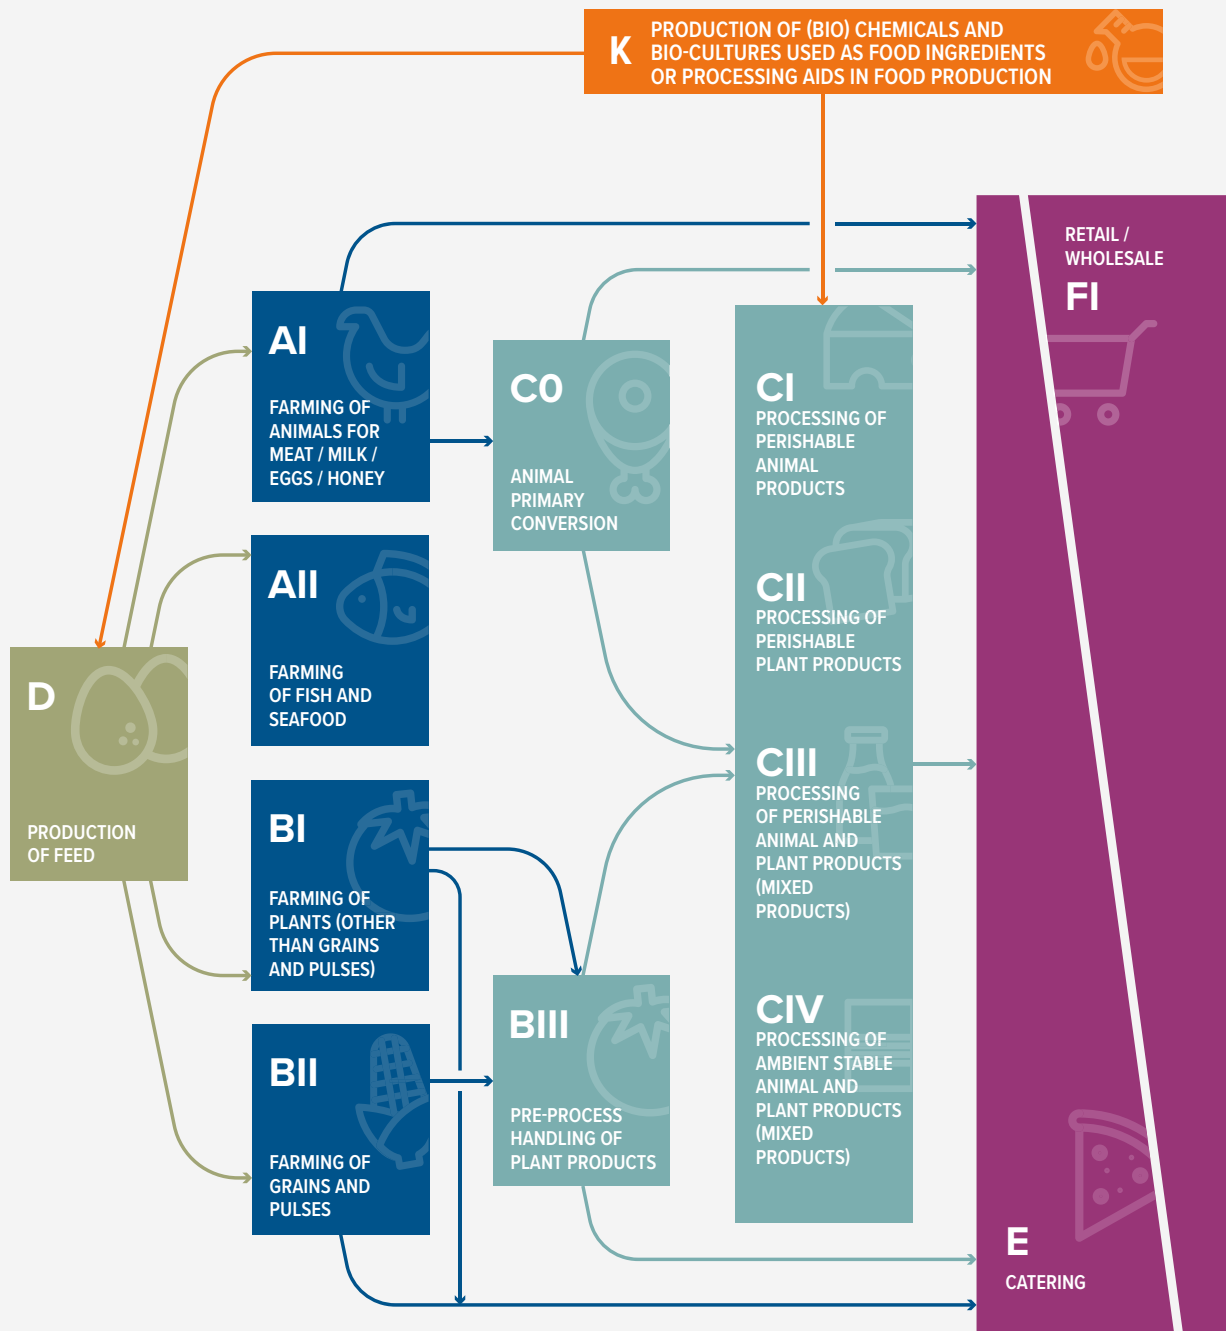 K
PRODUCTION OF (BIO) CHEMICALS AND
BIO-CULTURES USED AS FOOD INGREDIENTS
OR PROCESSING AIDS IN FOOD PRODUCTION
RETAIL /
WHOLESALE
FI
AI
FARMING OF
ANIMALS FOR
MEAT / MILK /
EGGS / HONEY
C0
ANIMAL
PRIMARY
CONVERSION
CI
PROCESSING OF
PERISHABLE
ANIMAL
PRODUCTS
AII
FARMING
OF FISH AND
SEAFOOD
CII
PROCESSING OF
PERISHABLE
PLANT PRODUCTS
D
PRODUCTION
OF FEED
BI
FARMING OF
PLANTS (OTHER
THAN GRAINS
AND PULSES)
CIII
PROCESSING
OF PERISHABLE
ANIMAL AND
PLANT PRODUCTS
(MIXED
PRODUCTS)
BII
FARMING OF
GRAINS AND
PULSES
BIII
PRE-PROCESS
HANDLING OF
PLANT PRODUCTS
CIV
PROCESSING OF
AMBIENT STABLE
ANIMAL AND
PLANT PRODUCTS
(MIXED
PRODUCTS)
E
CATERING